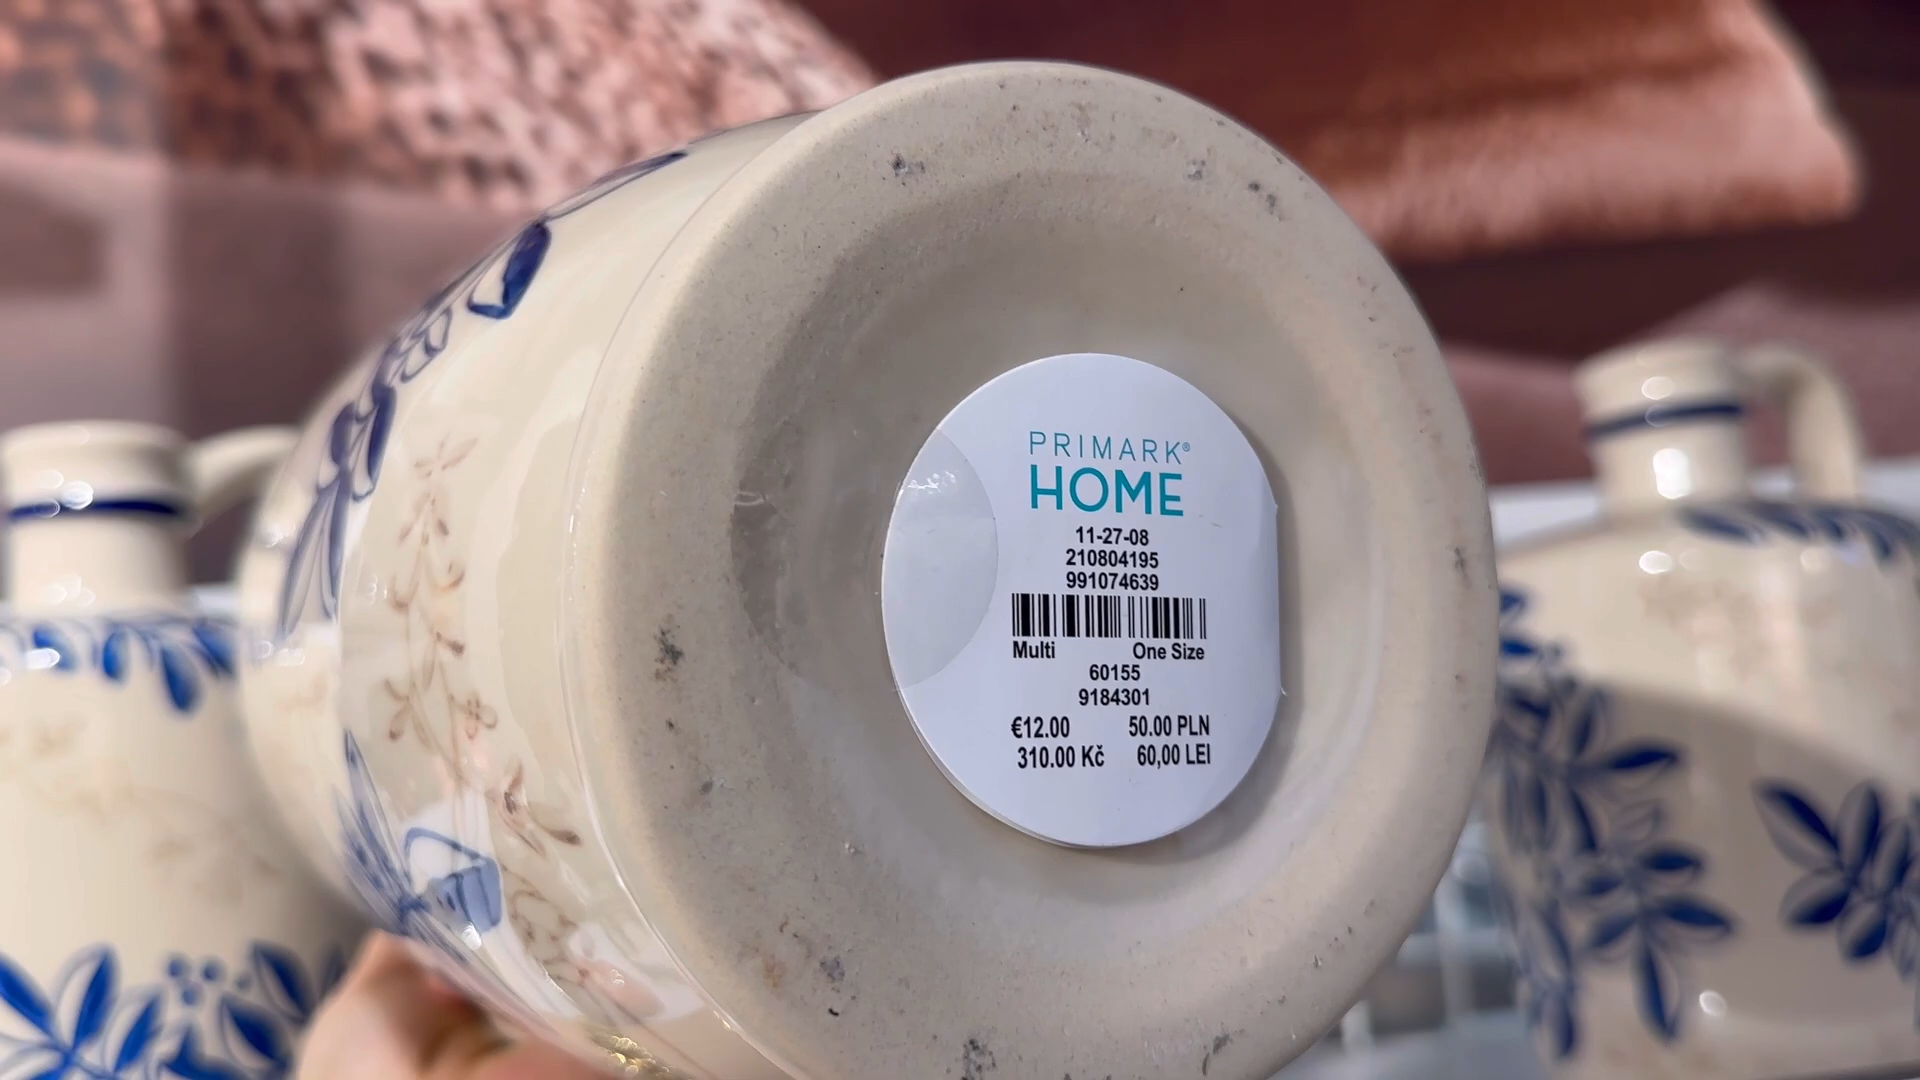 PRIMARK®
HOME
11-27-08
210804195
991074639
Multi One Size
60155
9184301
€12.00 50.00 PLN
310.00 Kč 60,00 LEI